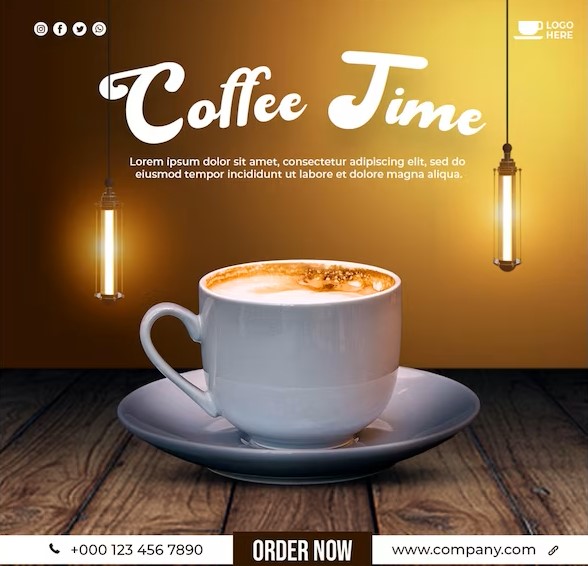 LOGO
HERE
Coffee Time
Lorem ipsum dolor sit amet, consectetur adipiscing elit, sed do
eiusmod tempor incididunt ut labore et dolore magna aliqua.
+000 123 456 7890
ORDER NOW
www.company.com